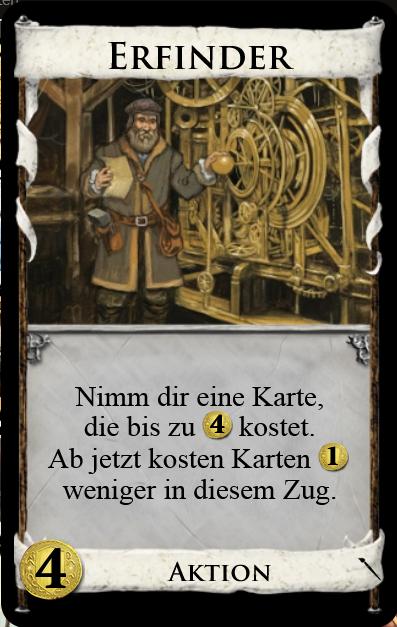 ERFINDER
Nimm dir eine Karte,
die bis zu 4 kostet.
Ab jetzt kosten Karten 1
weniger in diesem Zug.
4 AKTION